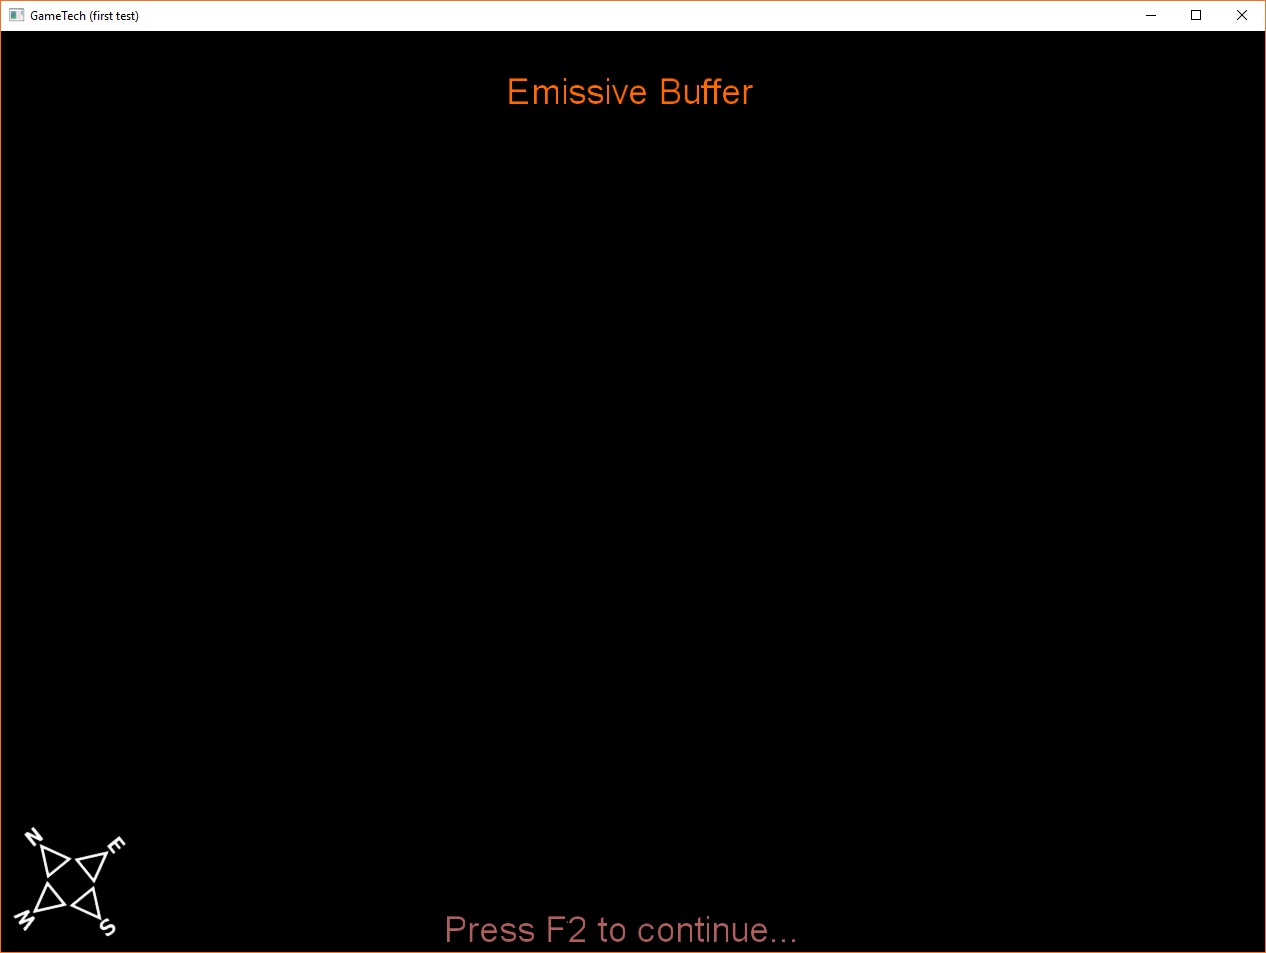 GameTech (first test)
Emissive Buffer
N
E
W
S
Press F2 to continue...